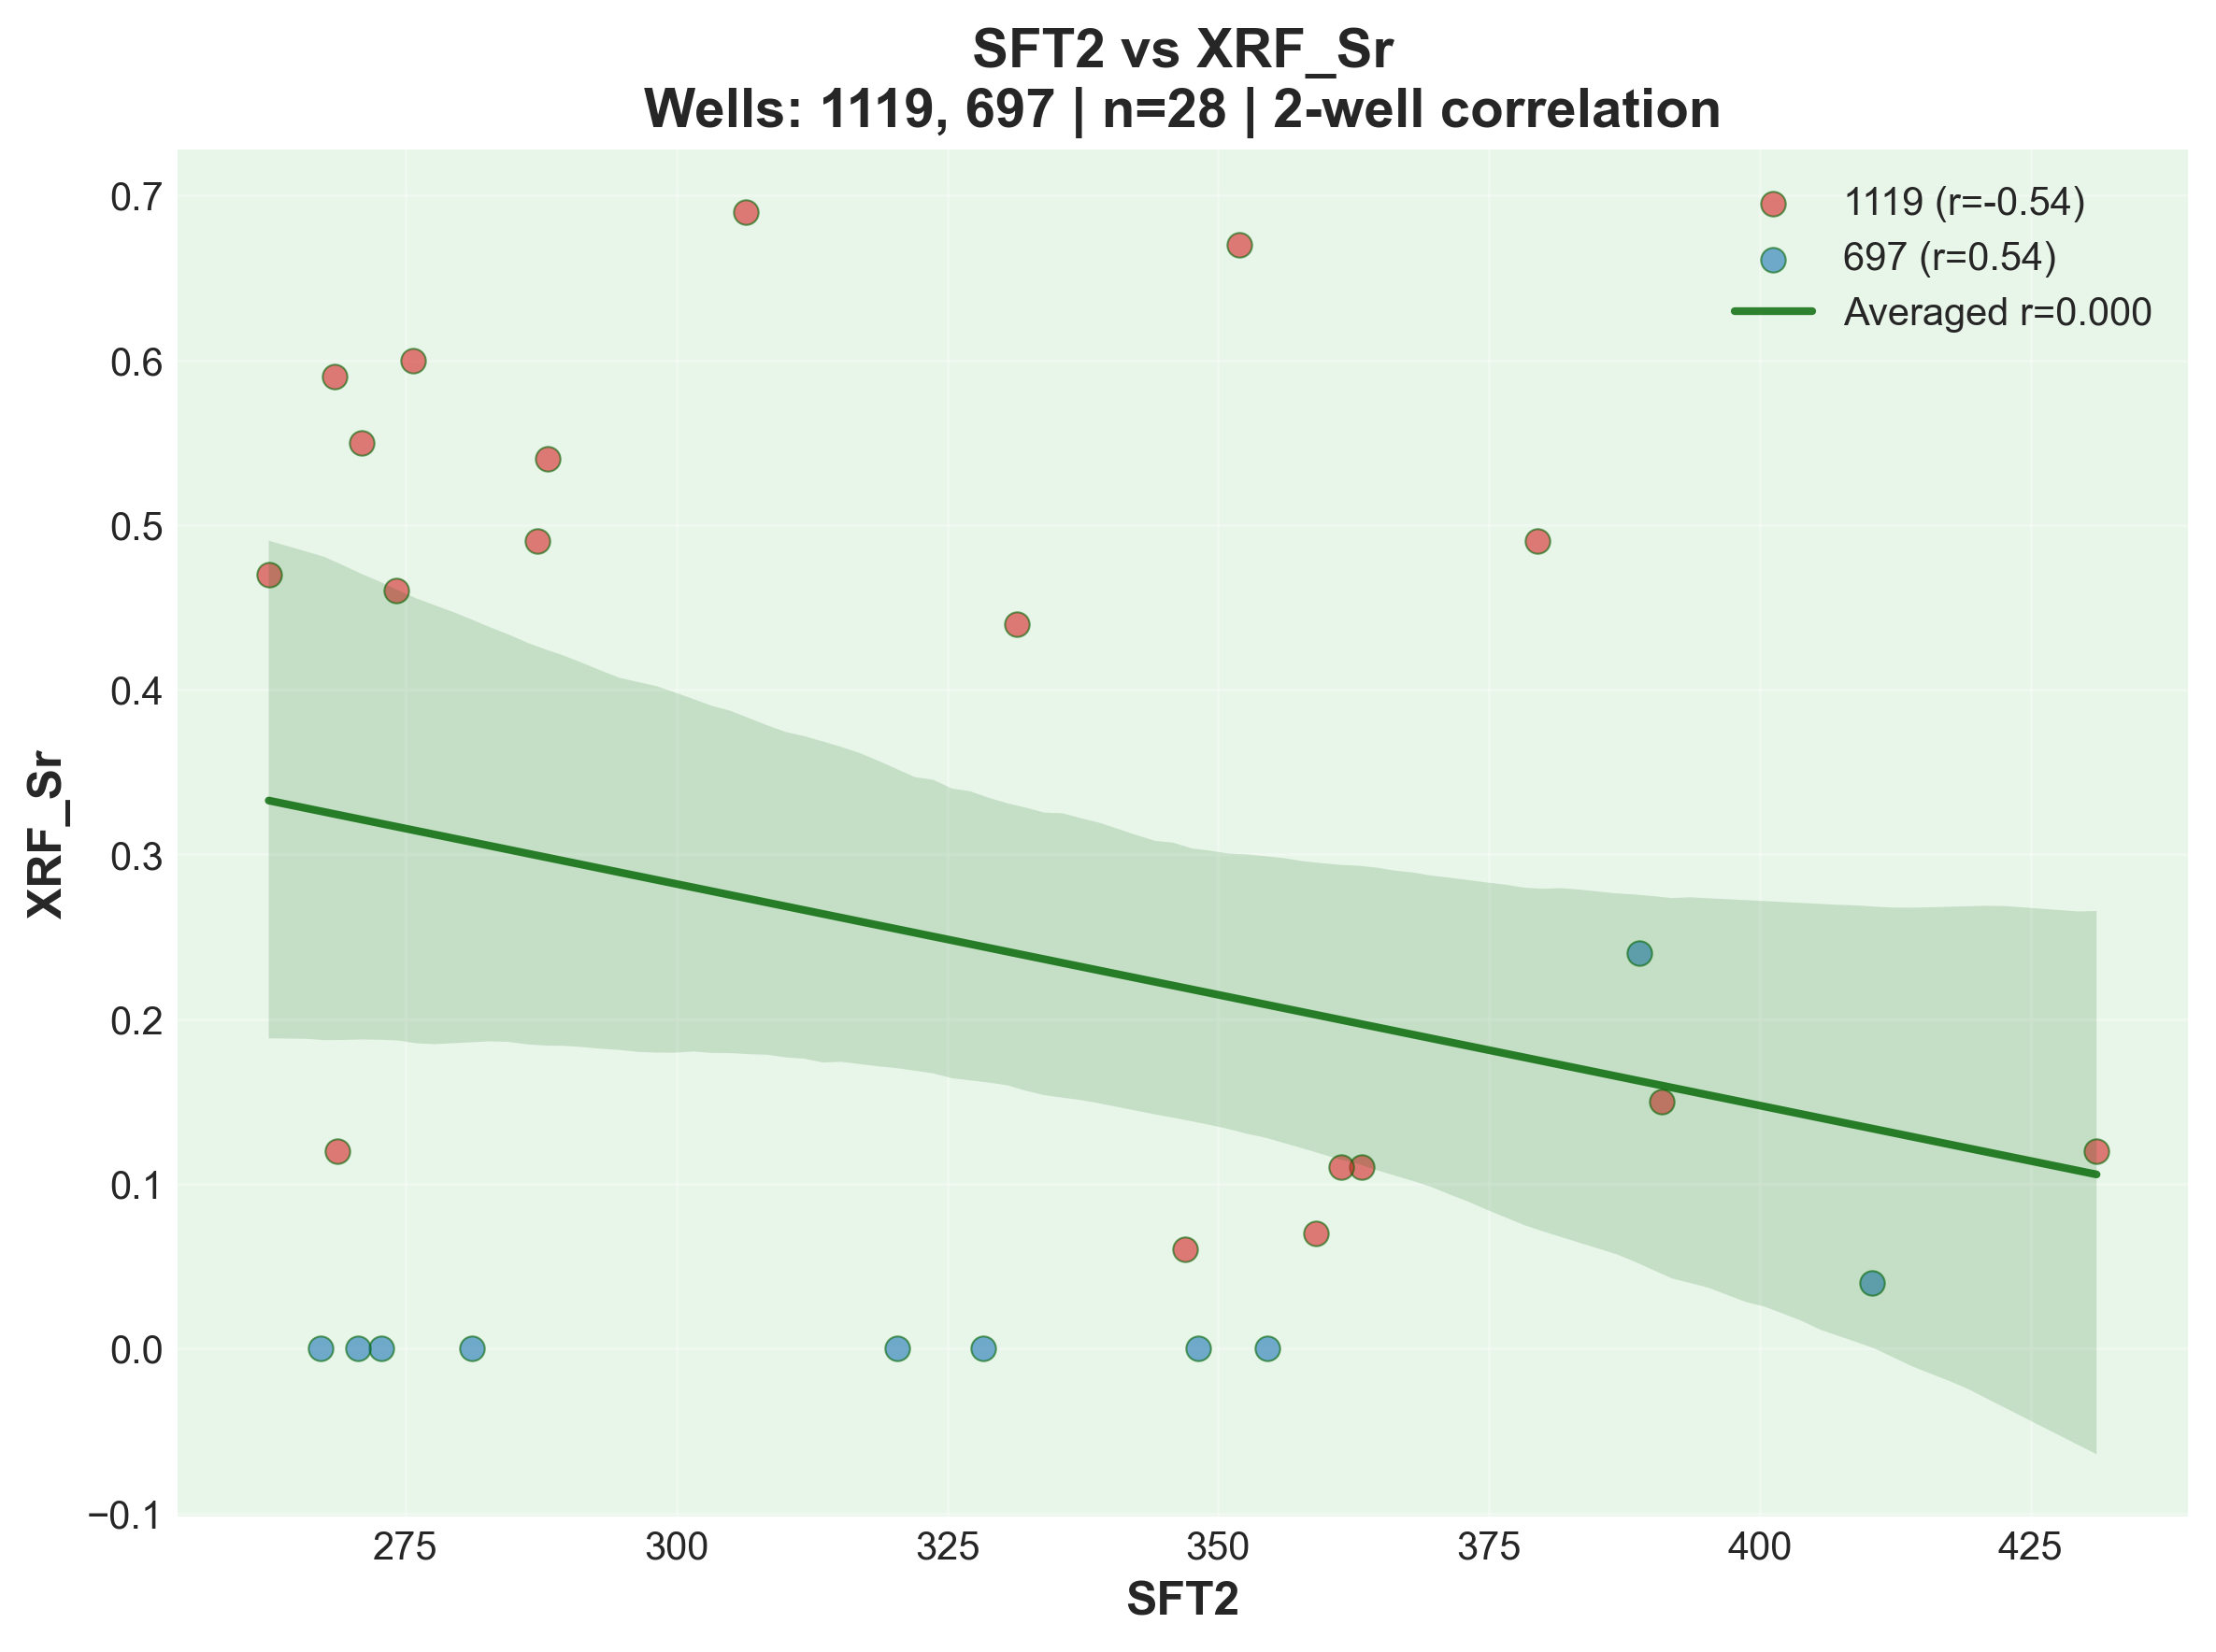 SFT2 vs XRF_Sr
Wells: 1119, 697 | n=28 | 2-well correlation
1119 (r=-0.54)
697 (r=0.54)
Averaged r=0.000
XRF_Sr
0.7
0.6
0.5
0.4
0.3
0.2
0.1
0.0
−0.1
275 300 325 350 375 400 425
SFT2